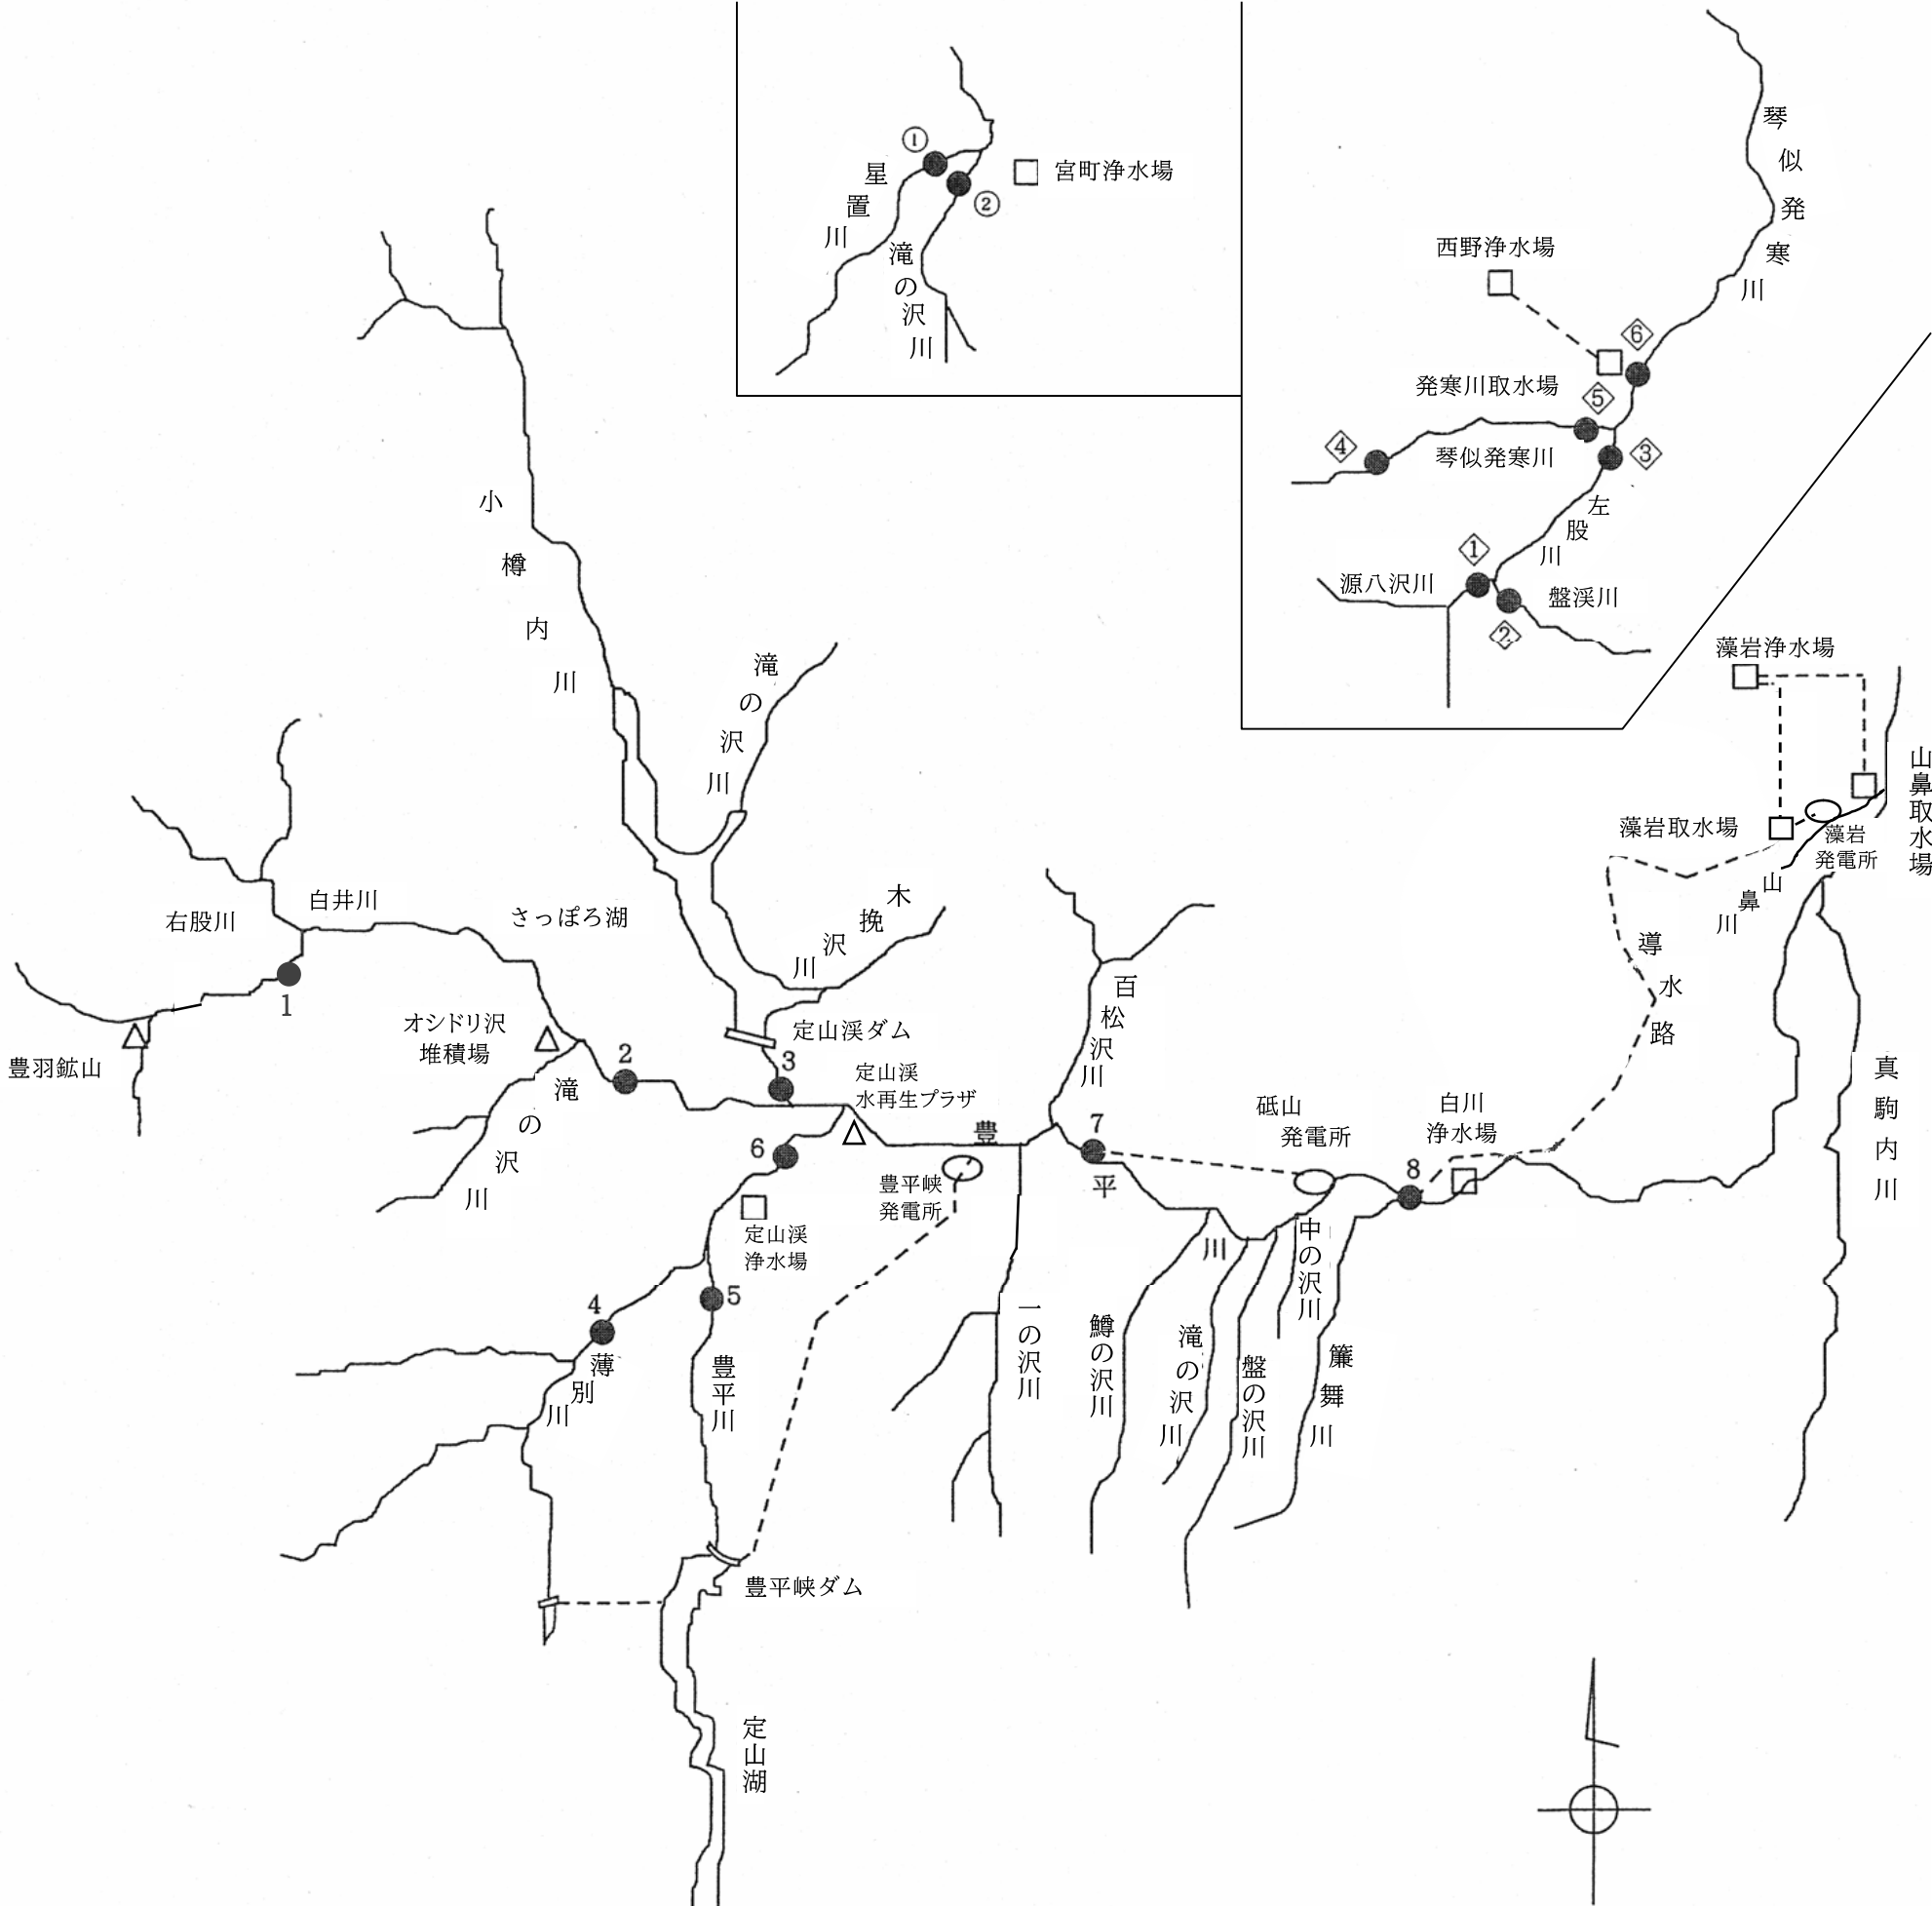 ①
②
星置川
滝の沢川
宮町浄水場
琴似発寒川
西野浄水場
⑥
発寒川取水場
⑤
④
琴似発寒川
③
左股川
①
源八沢川
盤渓川
②
小樽内川
滝の沢川
藻岩浄水場
山鼻取水場
藻岩取水場
藻岩
発電所
山鼻川
導水路
真駒内川
白井川
右股川
さっぽろ湖
1
木挽沢川
豊羽鉱山
オシドリ沢
堆積場
2
滝の沢川
定山渓ダム
3
定山渓
水再生プラザ
百松沢川
6
豊平川
7
砥山
発電所
白川
浄水場
8
豊平峡
発電所
定山渓
浄水場
5
4
薄別川
豊平川
一の沢川
鱒の沢川
滝の沢川
盤の沢川
中の沢川
簾舞川
豊平峡ダム
定山湖